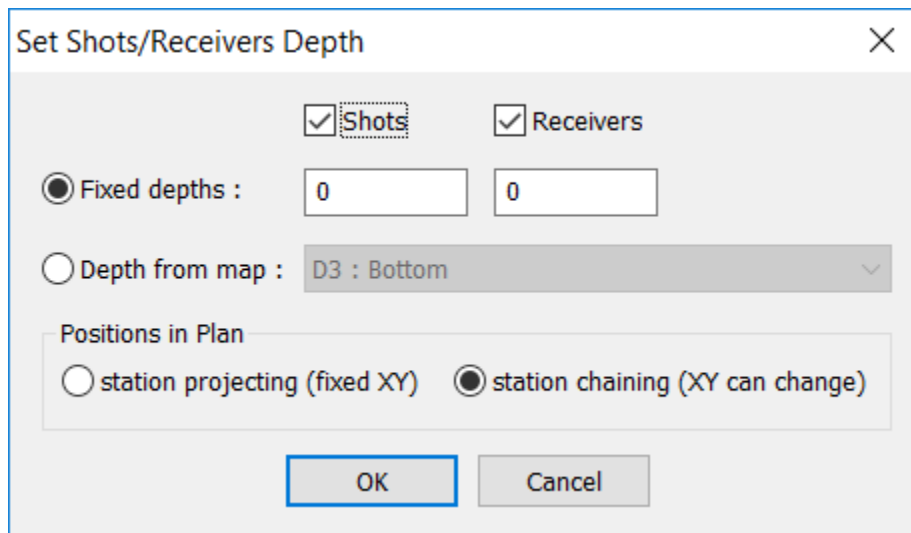 Set Shots/Receivers Depth
Shots Receivers
Fixed depths : 0 0
Depth from map : D3 : Bottom
Positions in Plan
station projecting (fixed XY) station chaining (XY can change)
OK Cancel